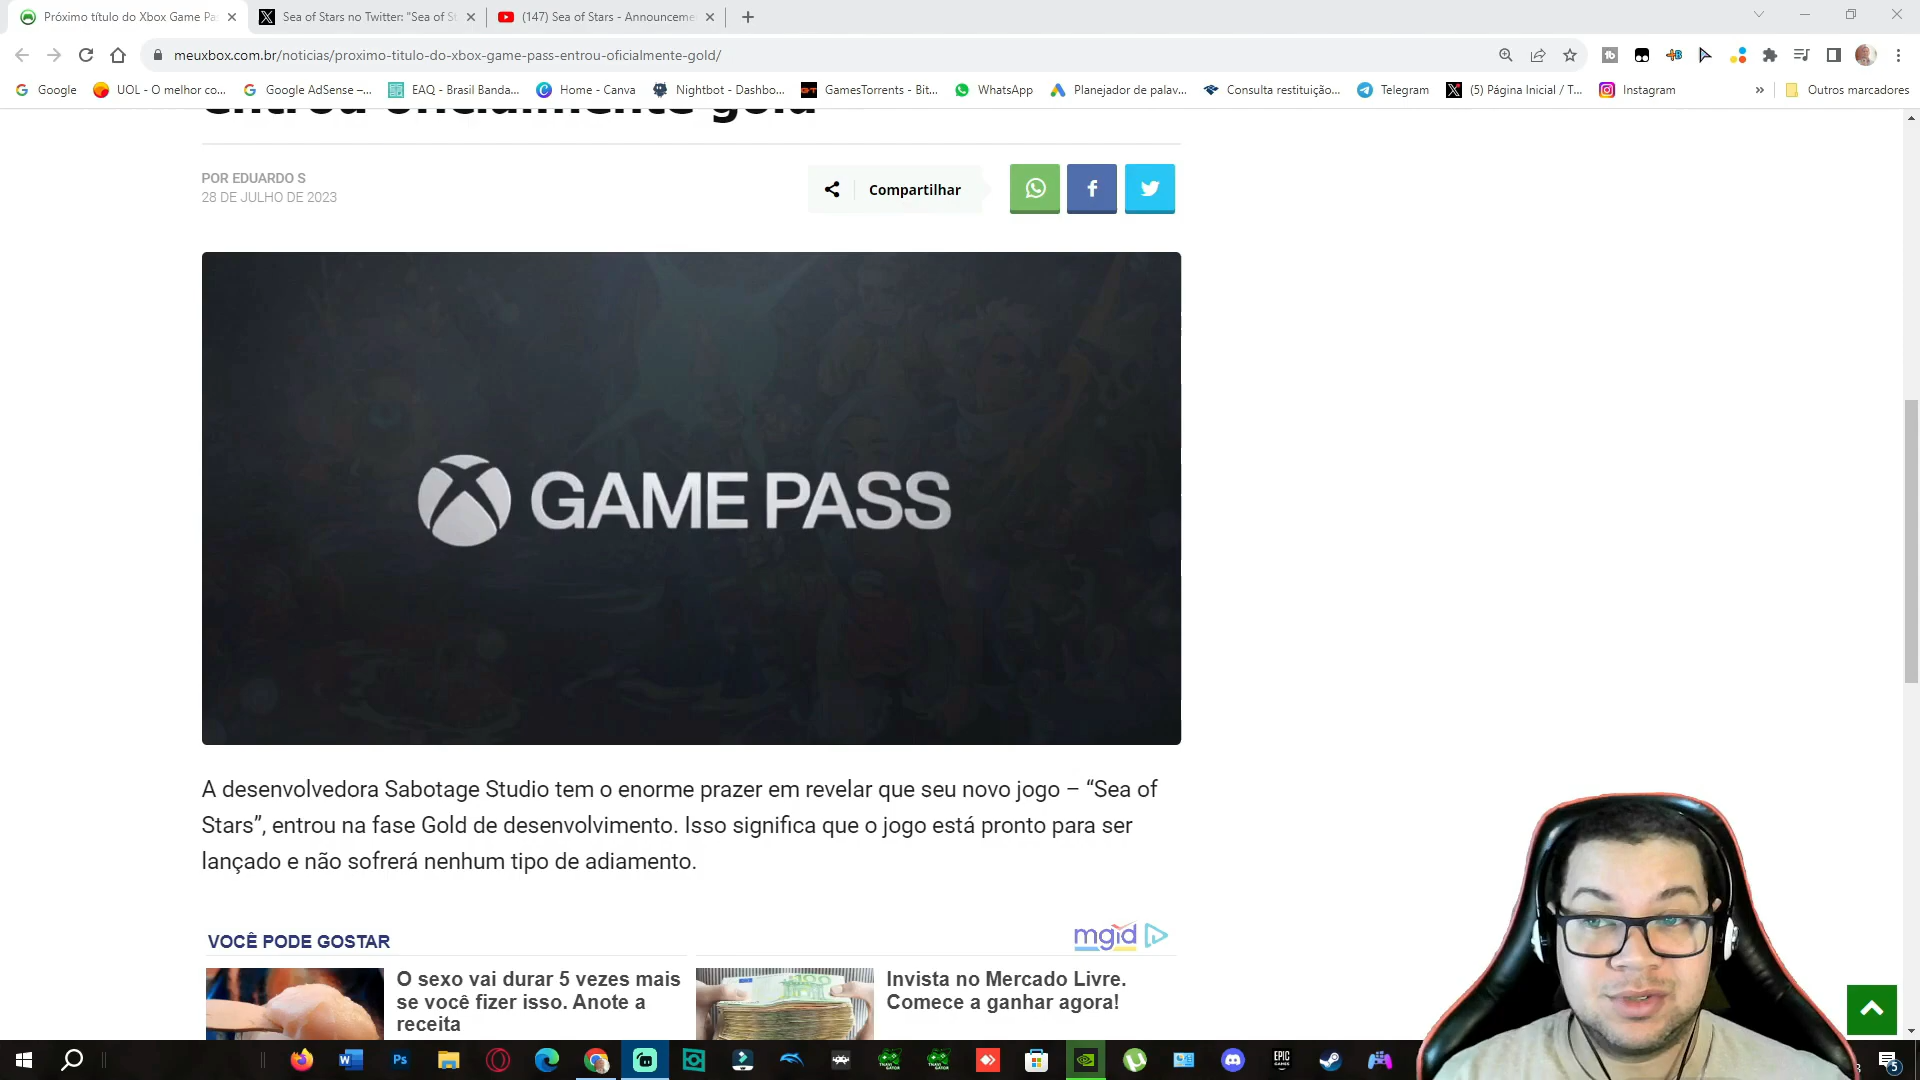 Próximo título do Xbox Game Pa
Sea of Stars no Twitter: "Sea of St
(147) Sea of Stars - Announceme
meuxbox.com.br/noticias/proximo-titulo-do-xbox-game-pass-entrou-oficialmente-gold/
Google
UOL - O melhor co...
Google AdSense –...
EAQ - Brasil Banda...
Home - Canva
Nightbot - Dashbo...
GamesTorrents - Bit...
WhatsApp
Planejador de palav...
Consulta restituição...
Telegram
(5) Página Inicial / T...
Instagram
»
Outros marcadores
entrou oficialmente gold
POR EDUARDO S
28 DE JULHO DE 2023
Compartilhar
GAME PASS
A desenvolvedora Sabotage Studio tem o enorme prazer em revelar que seu novo jogo – “Sea of
Stars”, entrou na fase Gold de desenvolvimento. Isso significa que o jogo está pronto para ser
lançado e não sofrerá nenhum tipo de adiamento.
VOCÊ PODE GOSTAR
mgid
O sexo vai durar 5 vezes mais
se você fizer isso. Anote a
receita
Invista no Mercado Livre.
Comece a ganhar agora!